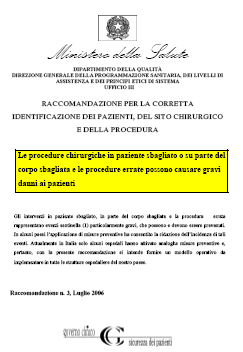 Ministero della Salute
DIPARTIMENTO DELLA QUALITÀ
DIREZIONE GENERALE DELLA PROGRAMMAZIONE SANITARIA, DEI LIVELLI DI
ASSISTENZA E DEI PRINCIPI ETICI DI SISTEMA
UFFICIO III
RACCOMANDAZIONE PER LA CORRETTA
IDENTIFICAZIONE DEI PAZIENTI, DEL SITO CHIRURGICO
E DELLA PROCEDURA
Le procedure chirurgiche in paziente sbagliato o su parte del
corpo sbagliata e le procedure errate possono causare gravi
danni ai pazienti
Gli interventi in paziente sbagliato, in parte del corpo sbagliata e la procedura errata
rappresentano eventi sentinella (1) particolarmente gravi, che possono e devono essere prevenuti.
In alcuni paesi l'applicazione di misure preventive ha consentito la riduzione dell'incidenza di tali
eventi. Attualmente in Italia solo alcuni ospedali hanno attivato analoghe misure preventive e,
pertanto, con la presente raccomandazione si intende fornire un modello operativo da
implementare in tutte le strutture ospedaliere del nostro paese.
Raccomandazione n. 3, Luglio 2006
governo clinico
sicurezza dei pazienti